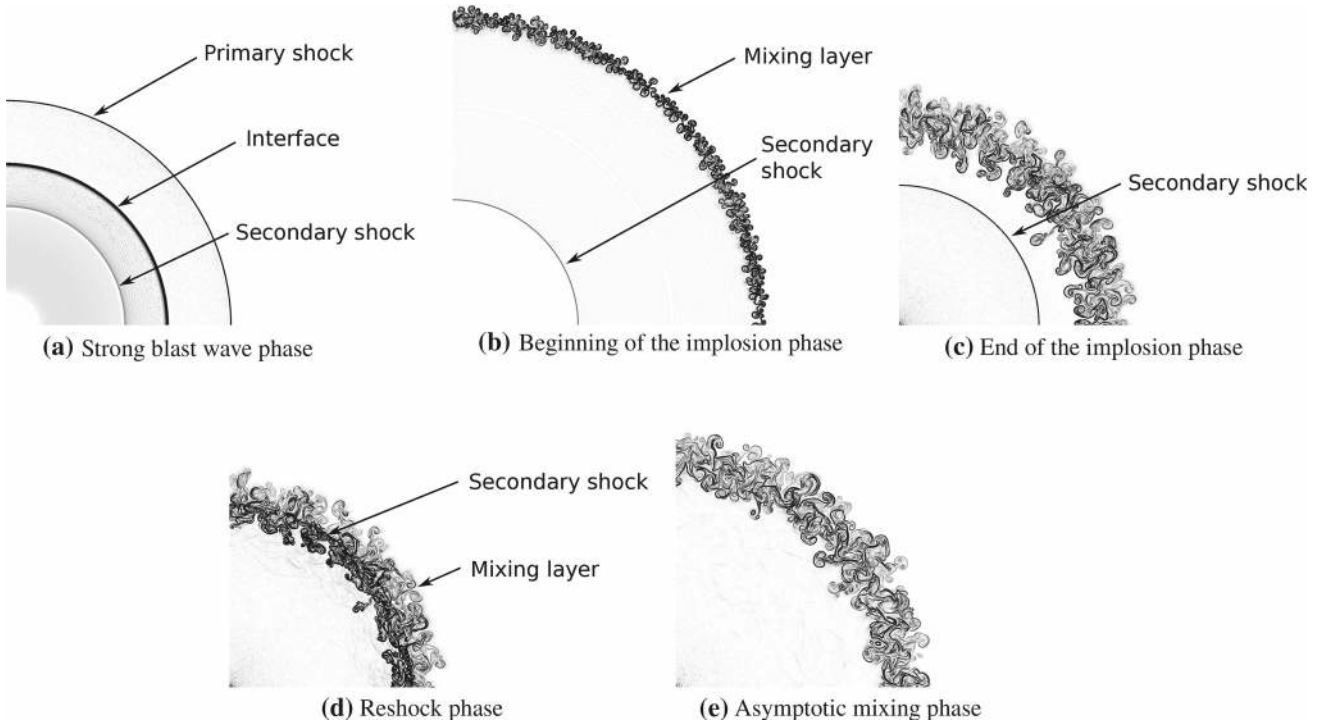 Primary shock
Interface
Secondary shock
(a) Strong blast wave phase
Mixing layer
Secondary
shock
(b) Beginning of the implosion phase
Secondary shock
(c) End of the implosion phase
Secondary shock
Mixing layer
(d) Reshock phase
(e) Asymptotic mixing phase